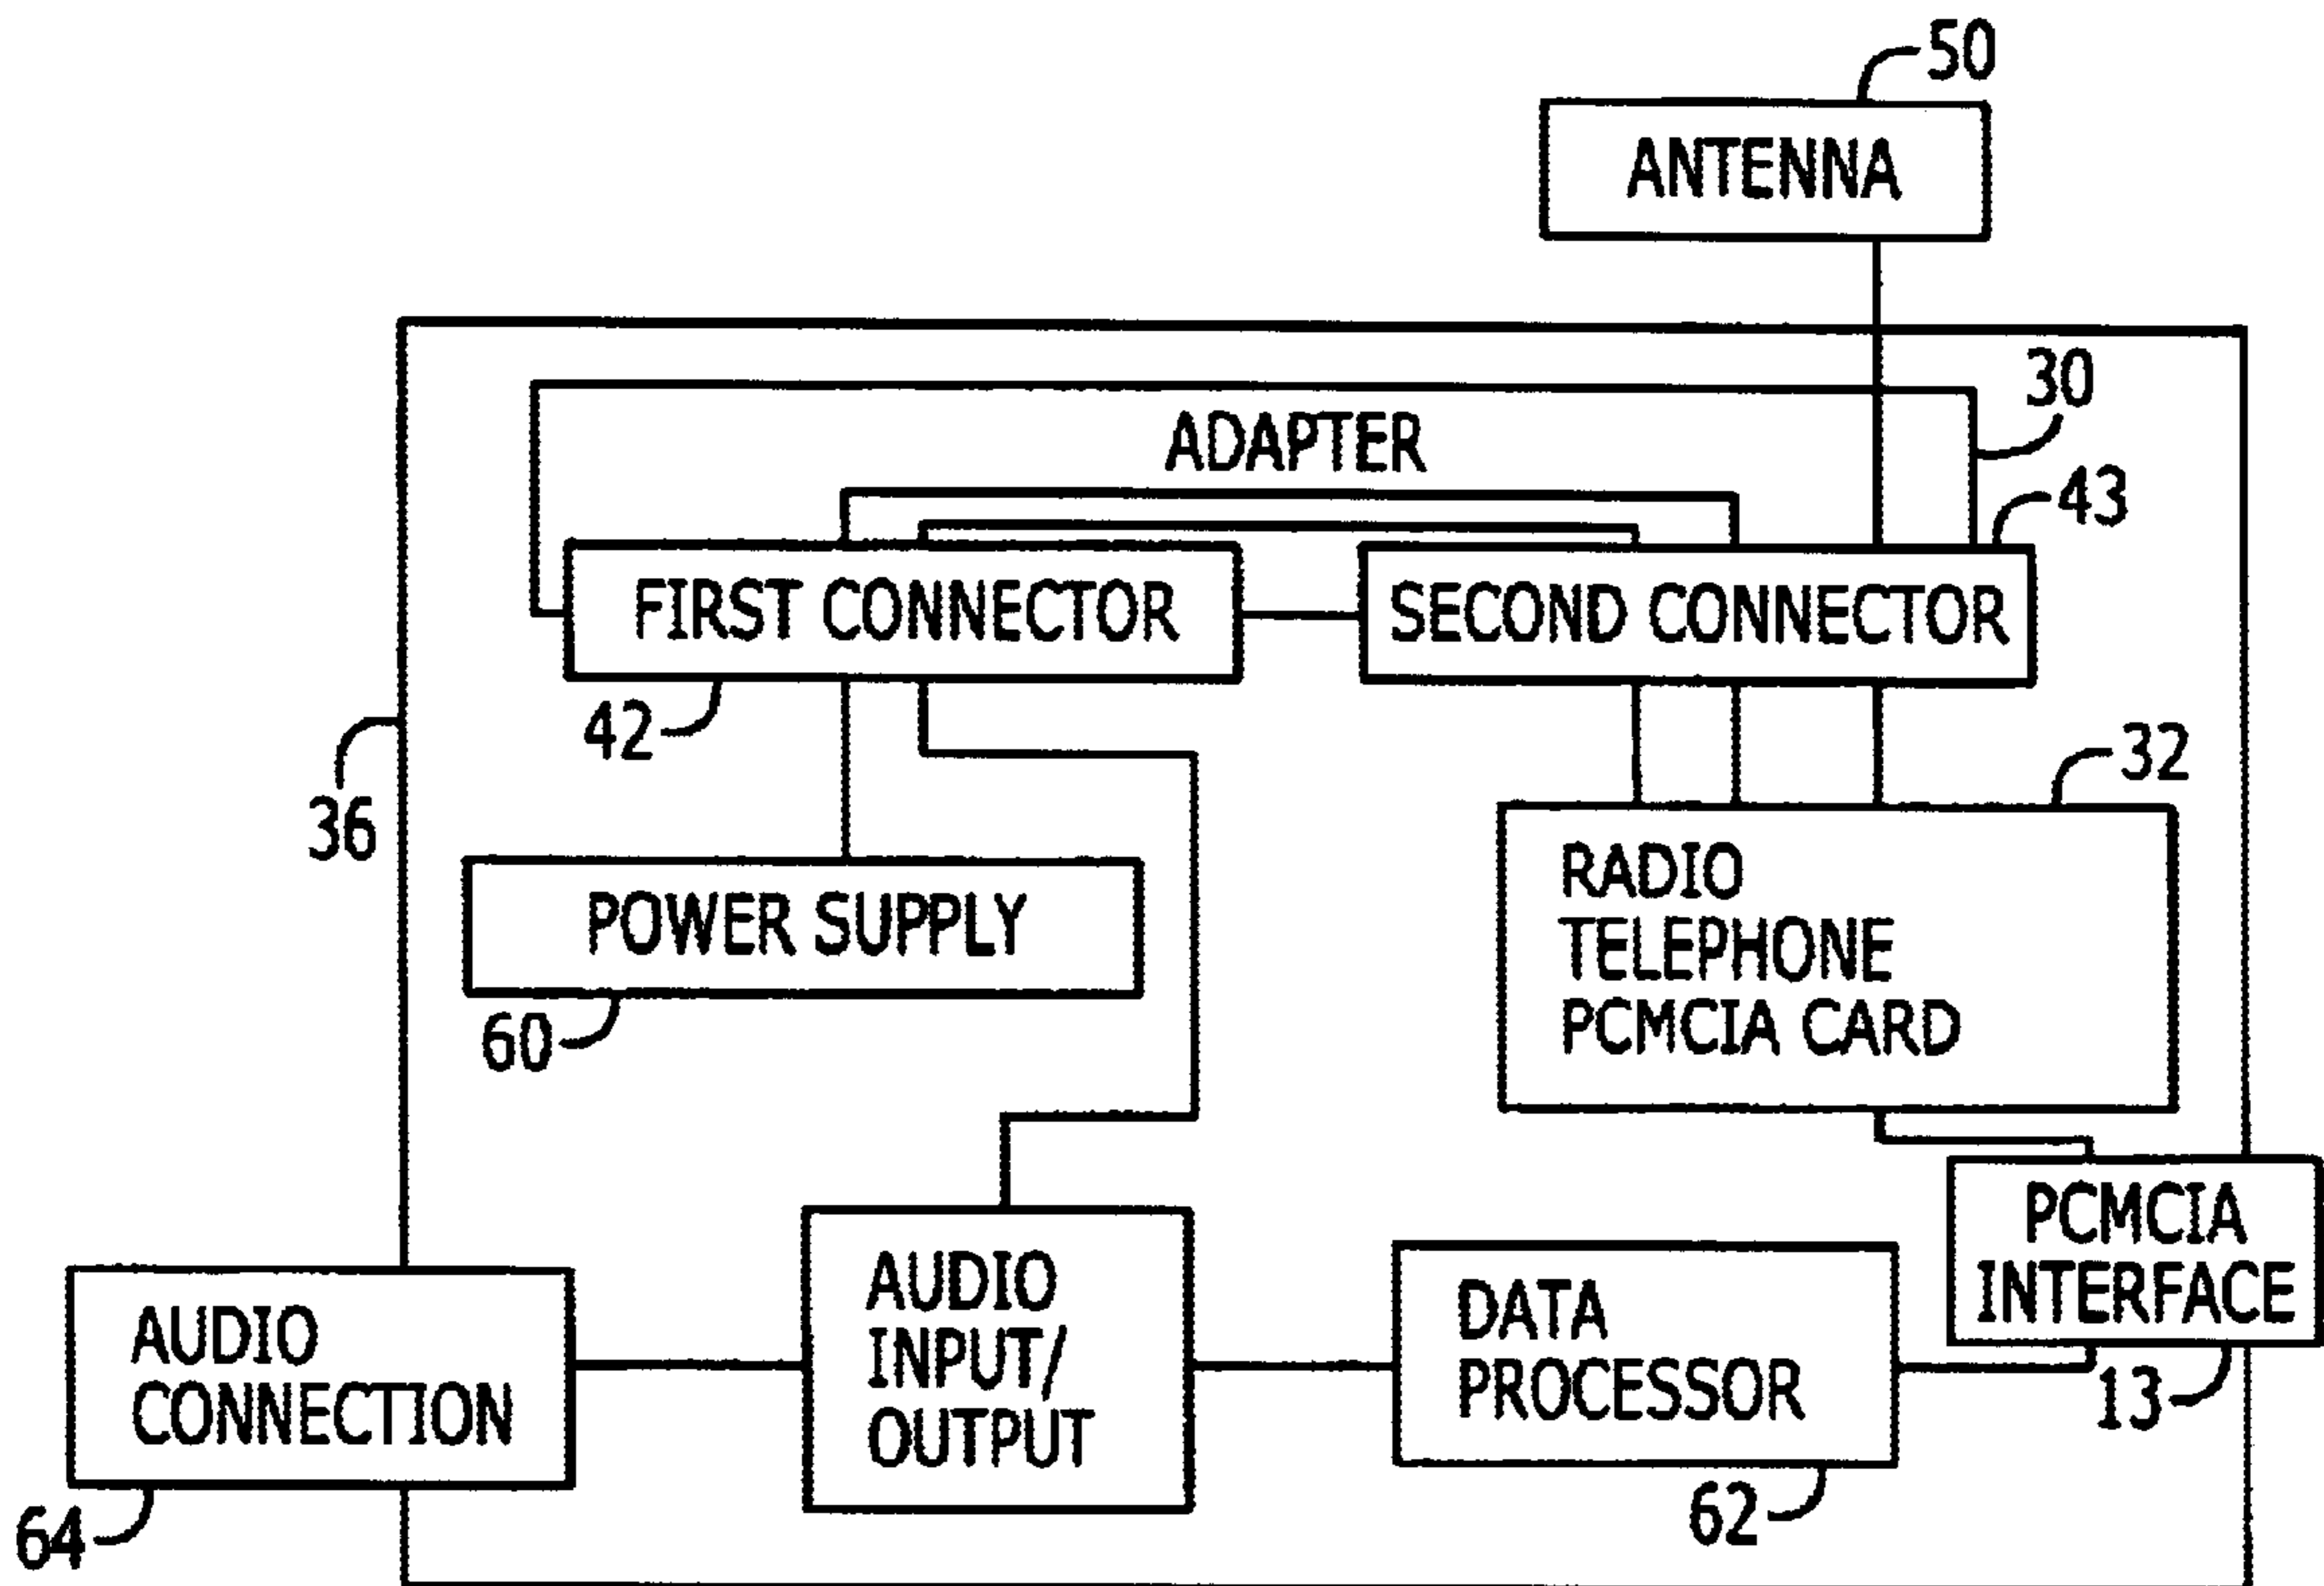 50
ANTENNA
30
ADAPTER
43
FIRST CONNECTOR
SECOND CONNECTOR
42
32
36
RADIO
TELEPHONE
PCMCIA CARD
POWER SUPPLY
60
PCMCIA
INTERFACE
AUDIO
INPUT/
OUTPUT
DATA
PROCESSOR
AUDIO
CONNECTION
13
62
64